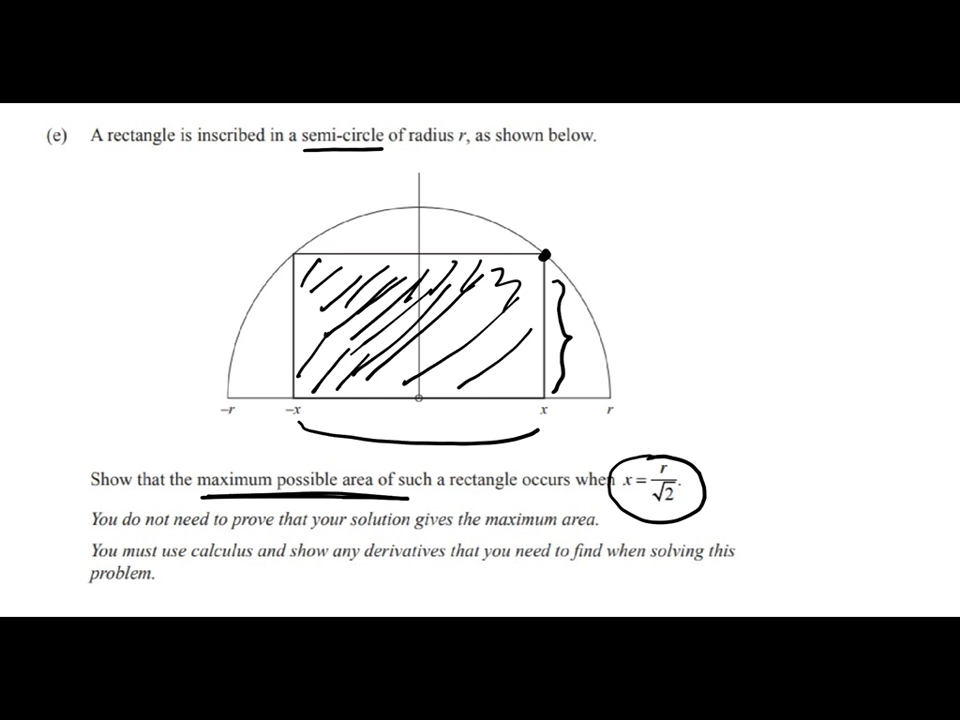 (e) A rectangle is inscribed in a semi-circle of radius r, as shown below.
–r –x x r
Show that the maximum possible area of such a rectangle occurs when x = r/√2.
You do not need to prove that your solution gives the maximum area.
You must use calculus and show any derivatives that you need to find when solving this
problem.